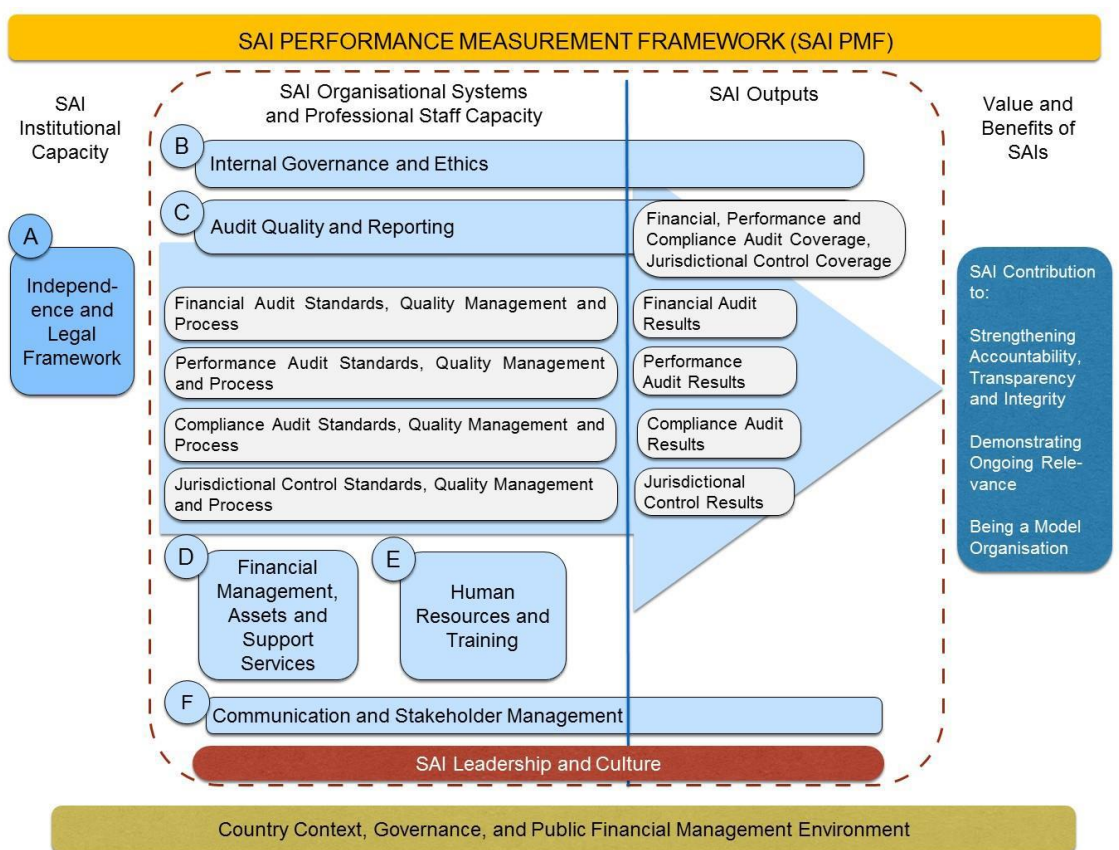 SAI PERFORMANCE MEASUREMENT FRAMEWORK (SAI PMF)
SAI
Institutional
Capacity
SAI Organisational Systems
and Professional Staff Capacity
SAI Outputs
Value and
Benefits of
SAIs
A
Independ-
ence and
Legal
Framework
B
Internal Governance and Ethics
C
Audit Quality and Reporting
Financial, Performance and
Compliance Audit Coverage,
Jurisdictional Control Coverage
Financial Audit Standards, Quality Management and
Process
Financial Audit
Results
Performance Audit Standards, Quality Management
and Process
Performance
Audit Results
Compliance Audit Standards, Quality Management and
Process
Compliance Audit
Results
Jurisdictional Control Standards, Quality Management
and Process
Jurisdictional
Control Results
D
Financial
Management,
Assets and
Support
Services
E
Human
Resources and
Training
F
Communication and Stakeholder Management
SAI Leadership and Culture
SAI Contribution
to:
Strengthening
Accountability,
Transparency
and Integrity
Demonstrating
Ongoing Rele-
vance
Being a Model
Organisation
Country Context, Governance, and Public Financial Management Environment